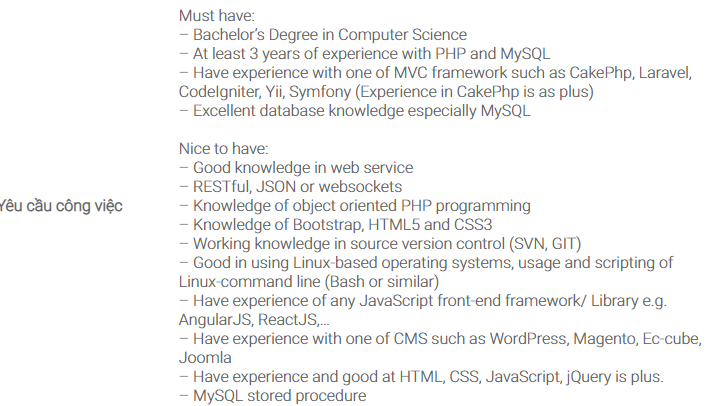 Must have:
– Bachelor's Degree in Computer Science
– At least 3 years of experience with PHP and MySQL
– Have experience with one of MVC framework such as CakePhp, Laravel,
CodeIgniter, Yii, Symfony (Experience in CakePhp is as plus)
– Excellent database knowledge especially MySQL
Nice to have:
– Good knowledge in web service
– RESTful, JSON or websockets
Yêu cầu công việc
– Knowledge of object oriented PHP programming
– Knowledge of Bootstrap, HTML5 and CSS3
– Working knowledge in source version control (SVN, GIT)
– Good in using Linux-based operating systems, usage and scripting of
Linux-command line (Bash or similar)
– Have experience of any JavaScript front-end framework/ Library e.g.
AngularJS, ReactJS,...
– Have experience with one of CMS such as WordPress, Magento, Ec-cube,
Joomla
– Have experience and good at HTML, CSS, JavaScript, jQuery is plus.
– MySQL stored procedure